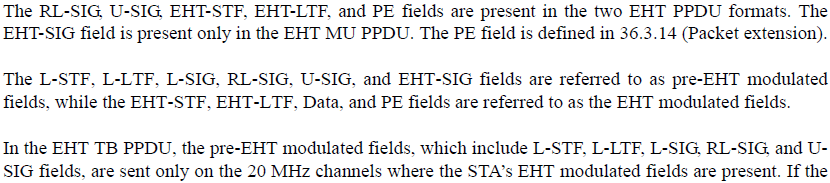 The RL-SIG, U-SIG, EHT-STF, EHT-LTF, and PE fields are present in the two EHT PPDU formats. The
EHT-SIG field is present only in the EHT MU PPDU. The PE field is defined in 36.3.14 (Packet extension).
The L-STF, L-LTF, L-SIG, RL-SIG, U-SIG, and EHT-SIG fields are referred to as pre-EHT modulated
fields, while the EHT-STF, EHT-LTF, Data, and PE fields are referred to as the EHT modulated fields.
In the EHT TB PPDU, the pre-EHT modulated fields, which include L-STF, L-LTF, L-SIG, RL-SIG, and U-
SIG fields, are sent only on the 20 MHz channels where the STA's EHT modulated fields are present. If the